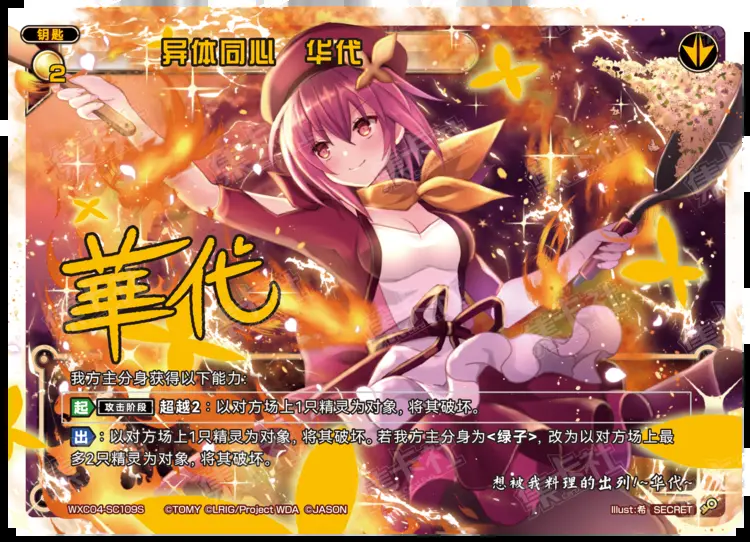 钥匙
2
异体同心 华代
華代
我方主分身获得以下能力:
起 攻击阶段 超越2：以对方场上1只精灵为对象，将其破坏。
出：以对方场上1只精灵为对象，将其破坏。若我方主分身为<绿子>，改为以对方场上最
多2只精灵为对象，将其破坏。
想被我料理的出列!~华代~
WXC04-SC109S ©TOMY ©LRIG/Project WDA ©JASON
Illust:希 SECRET
集卡社